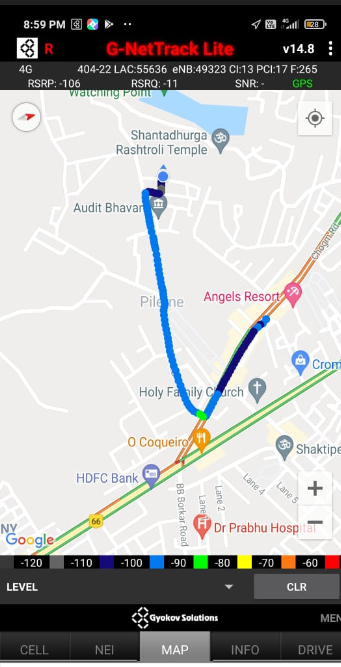 8:59 PM
4G
28
R
G-NetTrack Lite
v14.8
4G
404-22 LAC:55636 eNB:49323 CI:13 PCI:17 F:265
RSRP: -106
RSRQ: -11
SNR: -
GPS
Watching Point
Shantadhurga
Rashtroli Temple
Audit Bhavan
Chogm Rd
Pilerne
Angels Resort
Crom
Holy Family Church
O Coqueiro
Shaktipe
HDFC Bank
Lane 4
Lane 5
Lane 2
Lane
BB Borkar Road
66
NY
Google
Dr Prabhu Hospital
+
−
-120
-110
-100
-90
-80
-70
-60
LEVEL
CLR
Gyokov Solutions
MEN
CELL
NEI
MAP
INFO
DRIVE